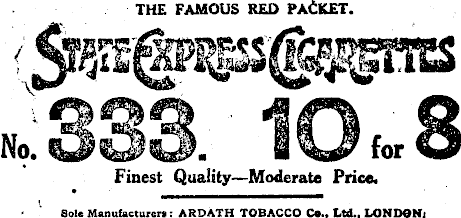 THE FAMOUS RED PACKET.
STATE EXPRESS CIGARETTES
No. 333. 10 for 8
Finest Quality—Moderate Price.
Sole Manufacturers: ARDATH TOBACCO Co., Ltd., LONDON;